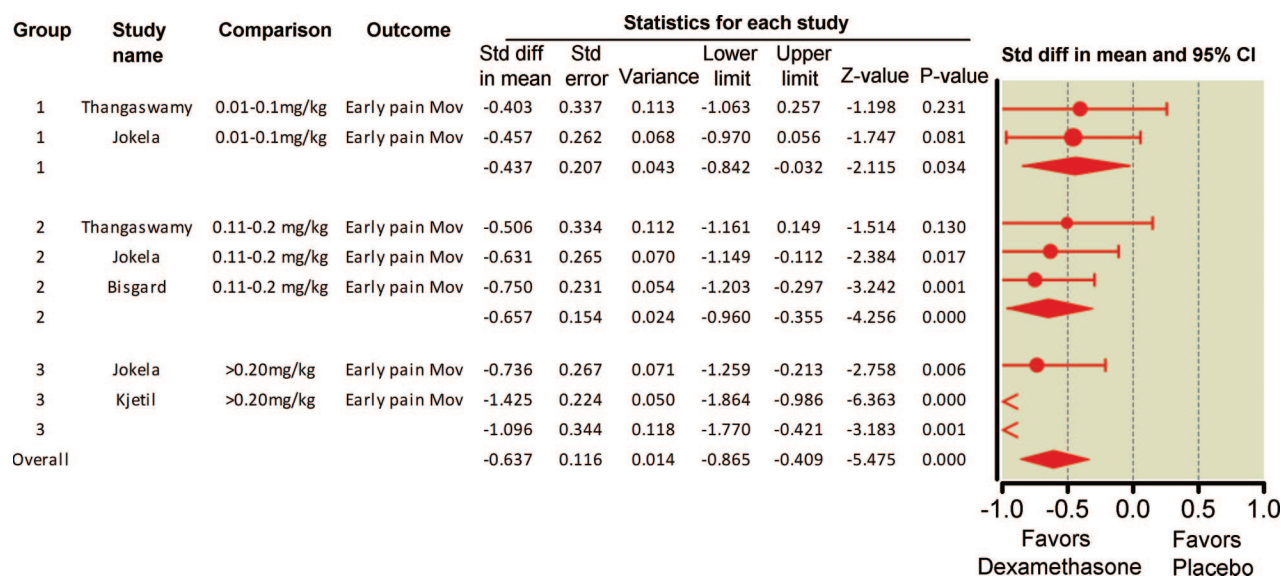 Group Study name Comparison Outcome Statistics for each study
Std diff in mean Std error Variance Lower limit Upper limit Z-value P-value Std diff in mean and 95% CI
1 Thangaswamy 0.01-0.1mg/kg Early pain Mov -0.403 0.337 0.113 -1.063 0.257 -1.198 0.231
1 Jokela 0.01-0.1mg/kg Early pain Mov -0.457 0.262 0.068 -0.970 0.056 -1.747 0.081
1 -0.437 0.207 0.043 -0.842 -0.032 -2.115 0.034
2 Thangaswamy 0.11-0.2 mg/kg Early pain Mov -0.506 0.334 0.112 -1.161 0.149 -1.514 0.130
2 Jokela 0.11-0.2 mg/kg Early pain Mov -0.631 0.265 0.070 -1.149 -0.112 -2.384 0.017
2 Bisgard 0.11-0.2 mg/kg Early pain Mov -0.750 0.231 0.054 -1.203 -0.297 -3.242 0.001
2 -0.657 0.154 0.024 -0.960 -0.355 -4.256 0.000
3 Jokela >0.20mg/kg Early pain Mov -0.736 0.267 0.071 -1.259 -0.213 -2.758 0.006
3 Kjetil >0.20mg/kg Early pain Mov -1.425 0.224 0.050 -1.864 -0.986 -6.363 0.000
3 -1.096 0.344 0.118 -1.770 -0.421 -3.183 0.001
Overall -0.637 0.116 0.014 -0.865 -0.409 -5.475 0.000
-1.0 -0.5 0.0 0.5 1.0
Favors Favors
Dexamethasone Placebo